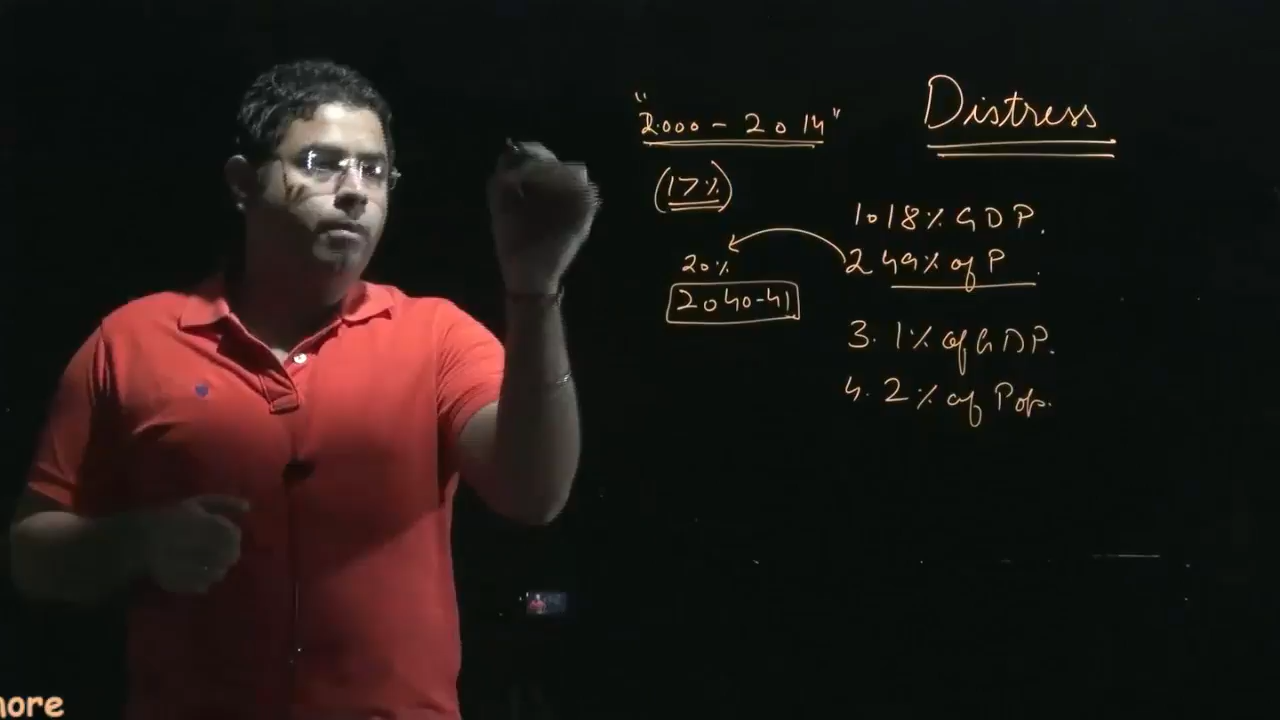 Distress
"2000 - 2014"
(17%)
20%
2040-41
1. 18% GDP.
2 49% of P.
3. 1% of GDP.
4. 2% of Pop.
more